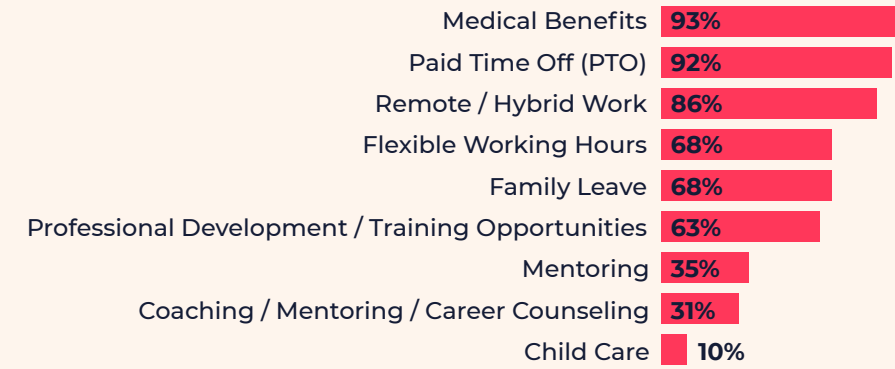 Medical Benefits 93%
Paid Time Off (PTO) 92%
Remote / Hybrid Work 86%
Flexible Working Hours 68%
Family Leave 68%
Professional Development / Training Opportunities 63%
Mentoring 35%
Coaching / Mentoring / Career Counseling 31%
Child Care 10%